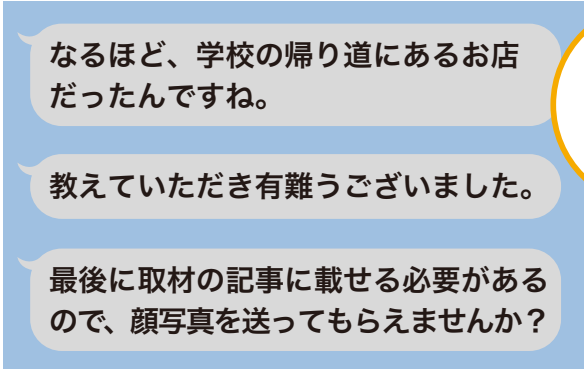 なるほど、学校の帰り道にあるお店
だったんですね。
教えていただき有難うございました。
最後に取材の記事に載せる必要がある
ので、顔写真を送ってもらえませんか？